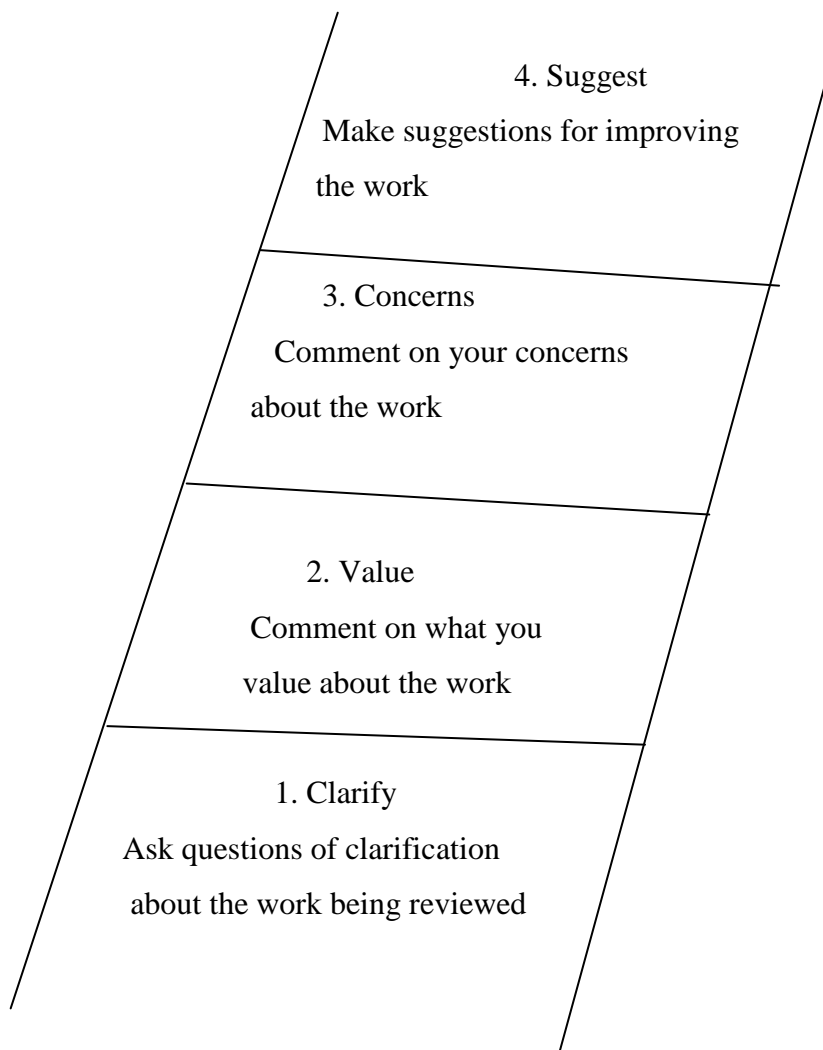 4. Suggest
Make suggestions for improving
the work
3. Concerns
Comment on your concerns
about the work
2. Value
Comment on what you
value about the work
1. Clarify
Ask questions of clarification
about the work being reviewed